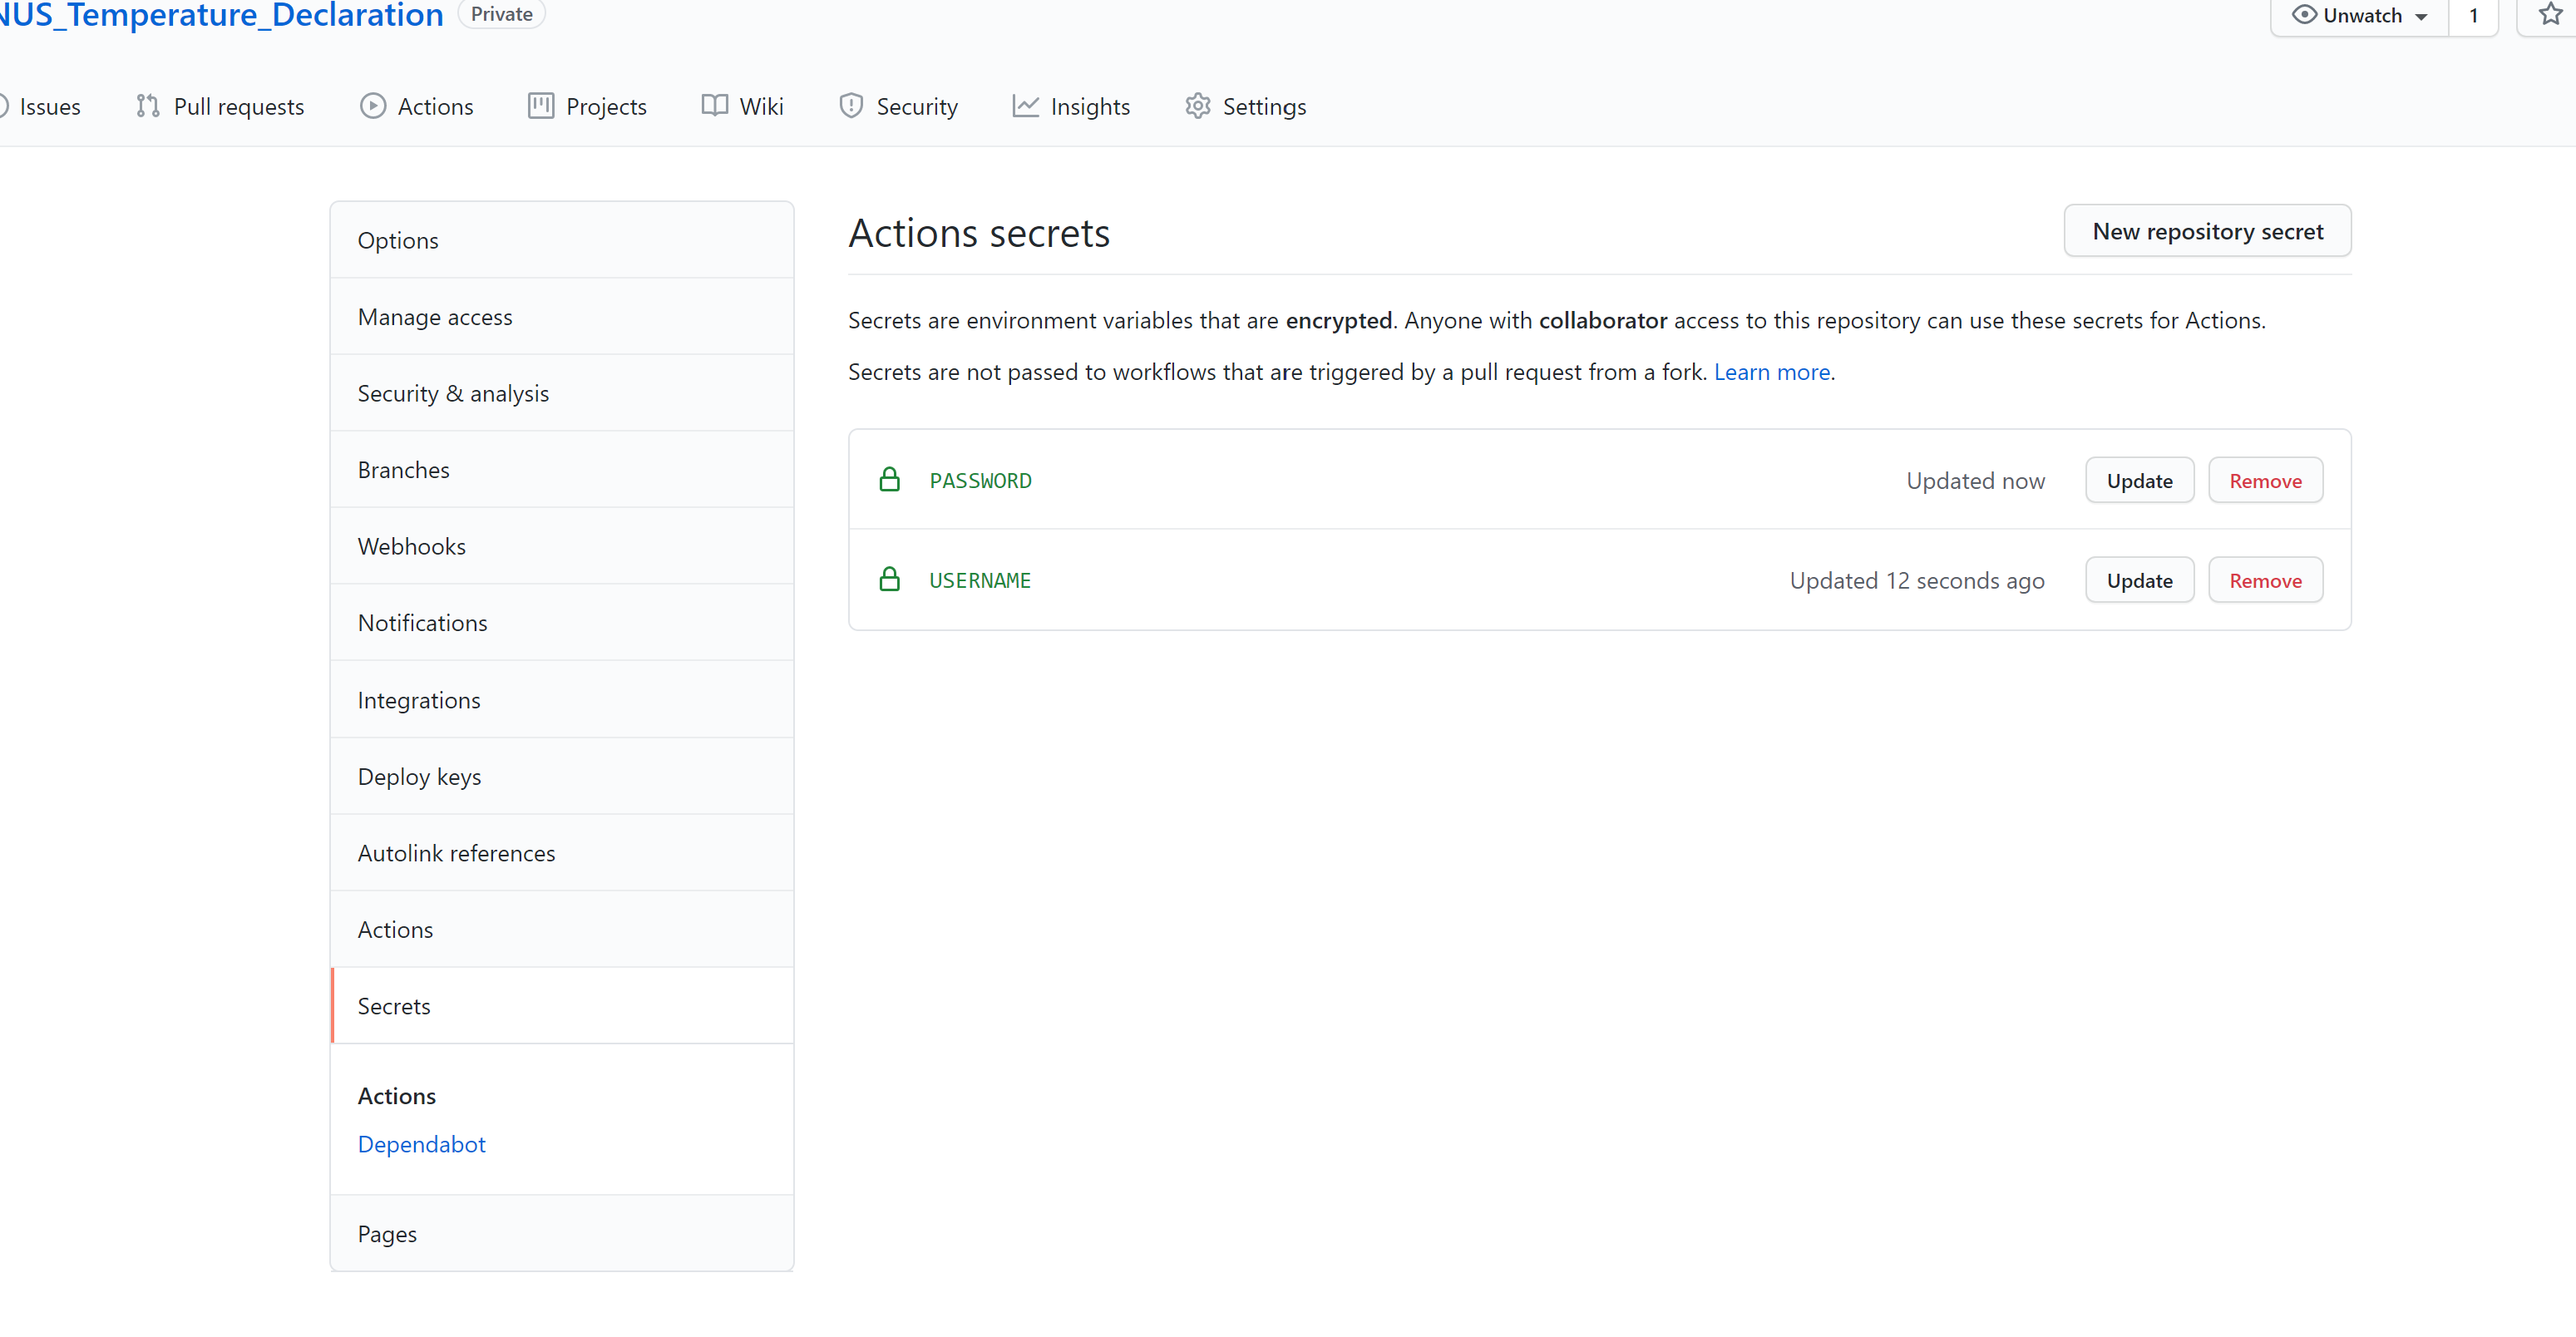 NUS_Temperature_Declaration Private Unwatch 1
Issues Pull requests Actions Projects Wiki Security Insights Settings
Options
Manage access
Security & analysis
Branches
Webhooks
Notifications
Integrations
Deploy keys
Autolink references
Actions
Secrets
Actions
Dependabot
Pages
Actions secrets
New repository secret
Secrets are environment variables that are encrypted. Anyone with collaborator access to this repository can use these secrets for Actions.
Secrets are not passed to workflows that are triggered by a pull request from a fork. Learn more.
PASSWORD Updated now Update Remove
USERNAME Updated 12 seconds ago Update Remove